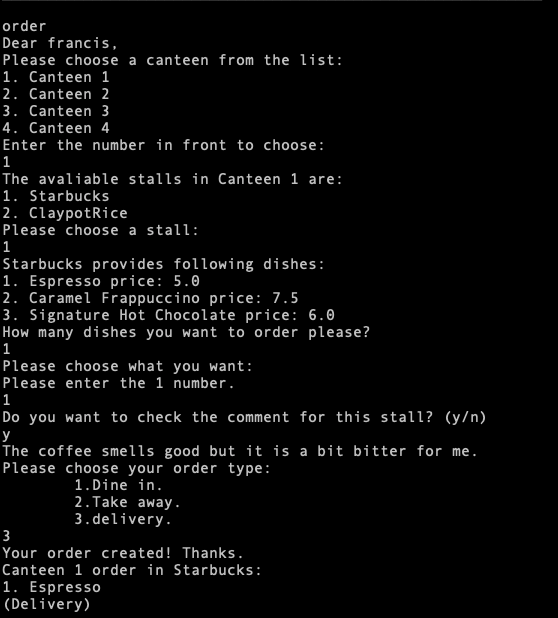 order
Dear francis,
Please choose a canteen from the list:
1. Canteen 1
2. Canteen 2
3. Canteen 3
4. Canteen 4
Enter the number in front to choose:
1
The avaliable stalls in Canteen 1 are:
1. Starbucks
2. ClaypotRice
Please choose a stall:
1
Starbucks provides following dishes:
1. Espresso price: 5.0
2. Caramel Frappuccino price: 7.5
3. Signature Hot Chocolate price: 6.0
How many dishes you want to order please?
1
Please choose what you want:
Please enter the 1 number.
1
Do you want to check the comment for this stall? (y/n)
y
The coffee smells good but it is a bit bitter for me.
Please choose your order type:
1.Dine in.
2.Take away.
3.delivery.
3
Your order created! Thanks.
Canteen 1 order in Starbucks:
1. Espresso
(Delivery)